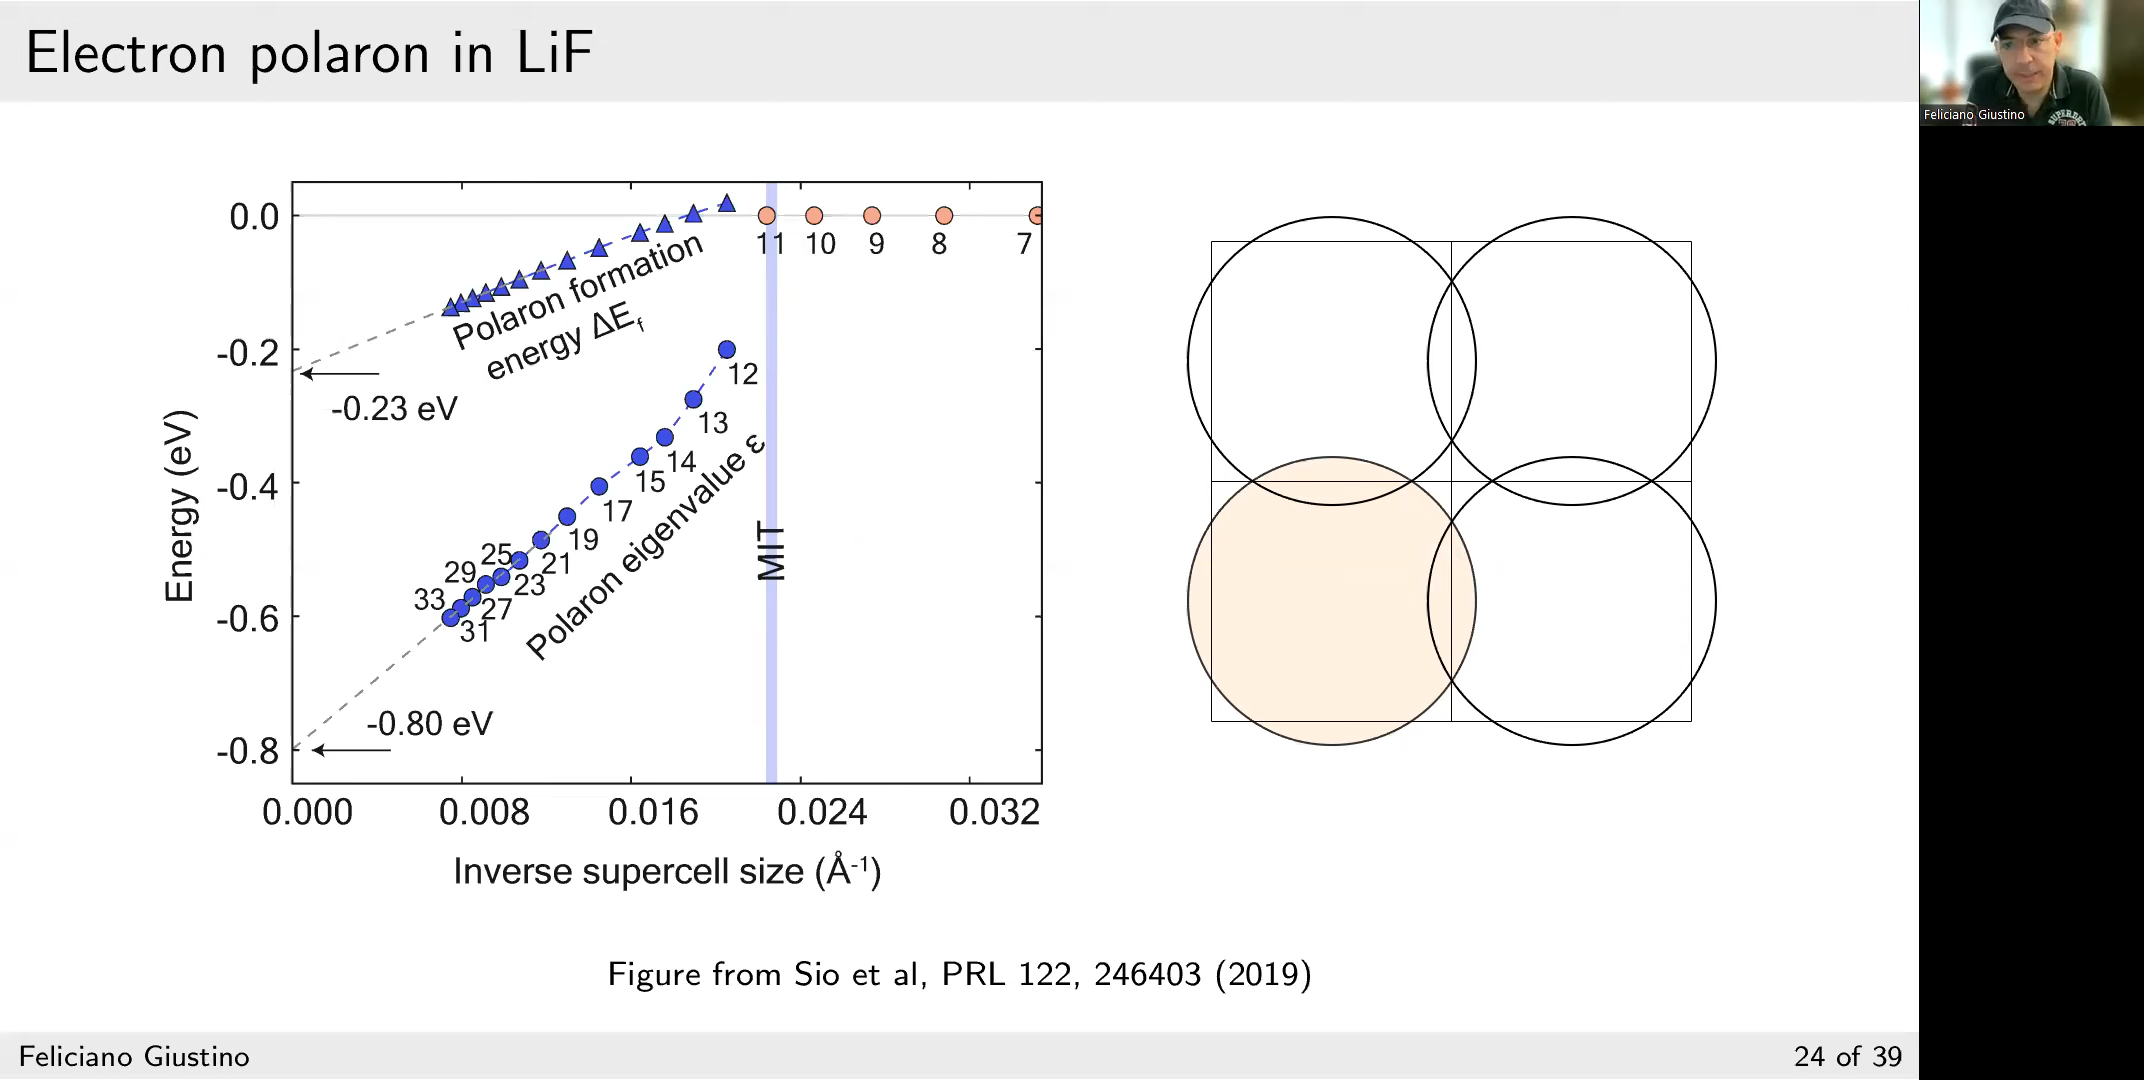 Electron polaron in LiF
Feliciano Giustino
SUPERDRY
0.0
-0.2
-0.4
-0.6
-0.8
Energy (eV)
11 10 9 8 7
Polaron formation
energy ΔE_f
-0.23 eV
12
13
14
15
17
19
21
23
25
27
29
31
33
Polaron eigenvalue ε
MIT
-0.80 eV
0.000 0.008 0.016 0.024 0.032
Inverse supercell size (Å⁻¹)
Figure from Sio et al, PRL 122, 246403 (2019)
Feliciano Giustino
24 of 39